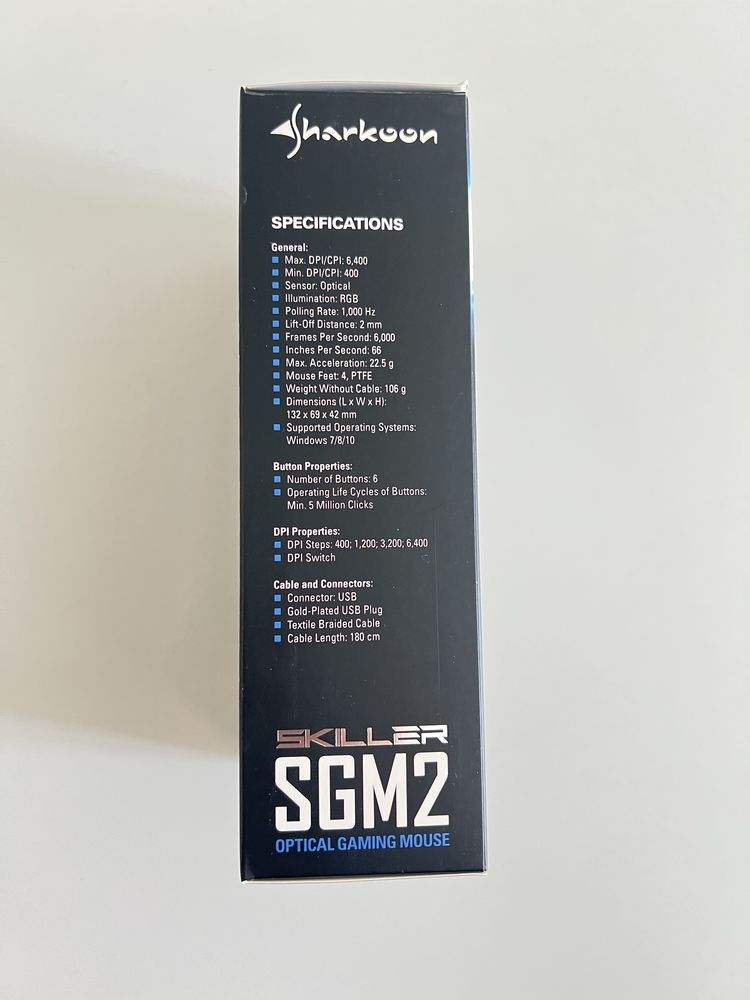 Sharkoon
SPECIFICATIONS
General:
Max. DPI/CPI: 6,400
Min. DPI/CPI: 400
Sensor: Optical
Illumination: RGB
Polling Rate: 1,000 Hz
Lift-Off Distance: 2 mm
Frames Per Second: 6,000
Inches Per Second: 66
Max. Acceleration: 22.5 g
Mouse Feet: 4, PTFE
Weight Without Cable: 106 g
Dimensions (L x W x H):
132 x 69 x 42 mm
Supported Operating Systems:
Windows 7/8/10
Button Properties:
Number of Buttons: 6
Operating Life Cycles of Buttons:
Min. 5 Million Clicks
DPI Properties:
DPI Steps: 400; 1,200; 3,200; 6,400
DPI Switch
Cable and Connectors:
Connector: USB
Gold-Plated USB Plug
Textile Braided Cable
Cable Length: 180 cm
SKILLER
SGM2
OPTICAL GAMING MOUSE